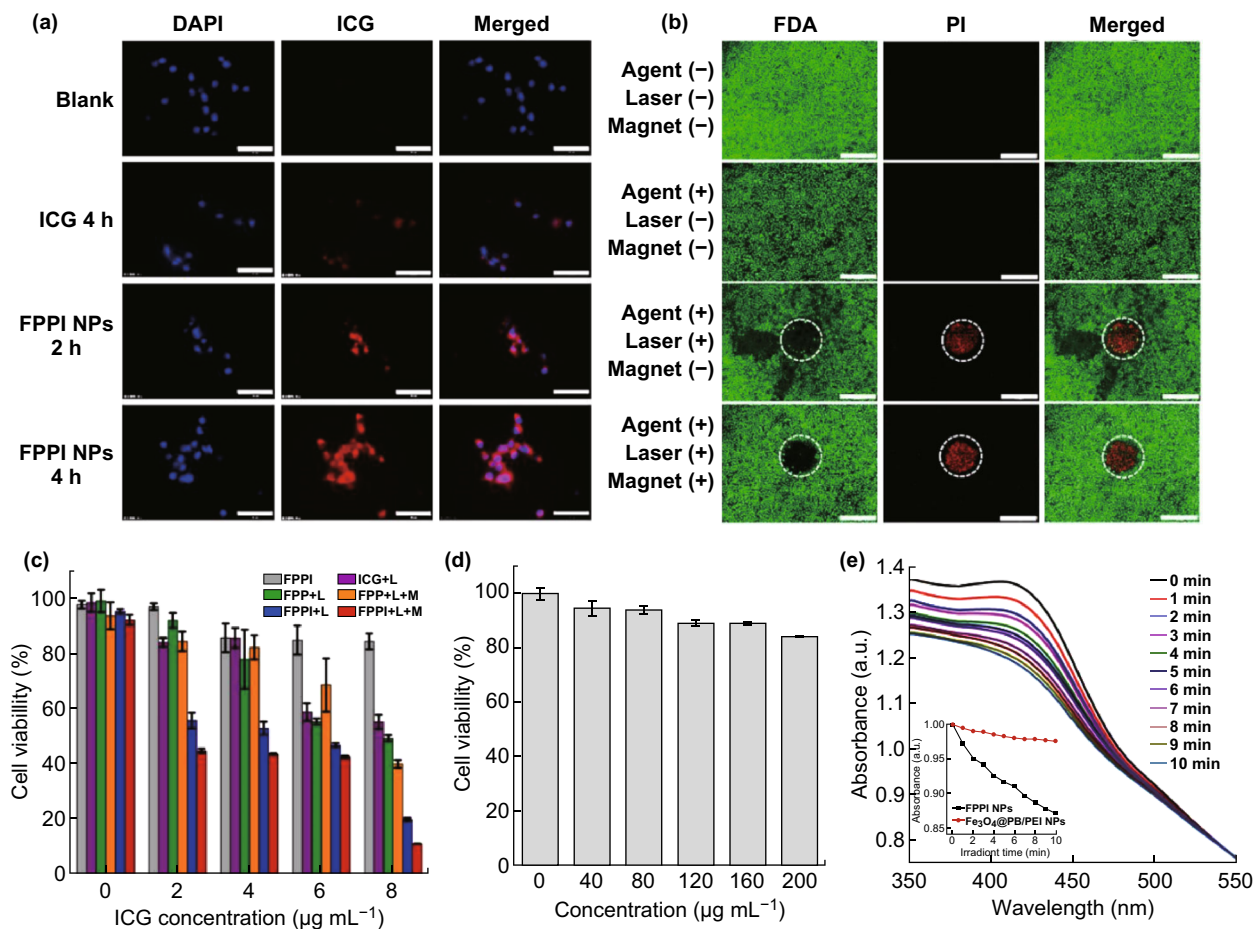 (a)
DAPI ICG Merged
Blank
ICG 4 h
FPPI NPs
2 h
FPPI NPs
4 h
(b)
FDA PI Merged
Agent (−)
Laser (−)
Magnet (−)
Agent (+)
Laser (−)
Magnet (−)
Agent (+)
Laser (+)
Magnet (−)
Agent (+)
Laser (+)
Magnet (+)
(c)
FPPI ICG+L
FPP+L FPP+L+M
FPPI+L FPPI+L+M
100
80
60
40
20
0
Cell viabillity (%)
0 2 4 6 8
ICG concentration (µg mL⁻¹)
(d)
100
80
60
40
20
0
Cell viability (%)
0 40 80 120 160 200
Concentration (µg mL⁻¹)
(e)
1.4
1.3
1.2
1.1
1.0
0.9
0.8
Absorbance (a.u.)
0 min
1 min
2 min
3 min
4 min
5 min
6 min
7 min
8 min
9 min
10 min
1.00
0.95
0.90
0.85
Absorbance (a.u.)
FPPI NPs
Fe₃O₄@PB/PEI NPs
0 2 4 6 8 10
Irradient time (min)
350 400 450 500 550
Wavelength (nm)